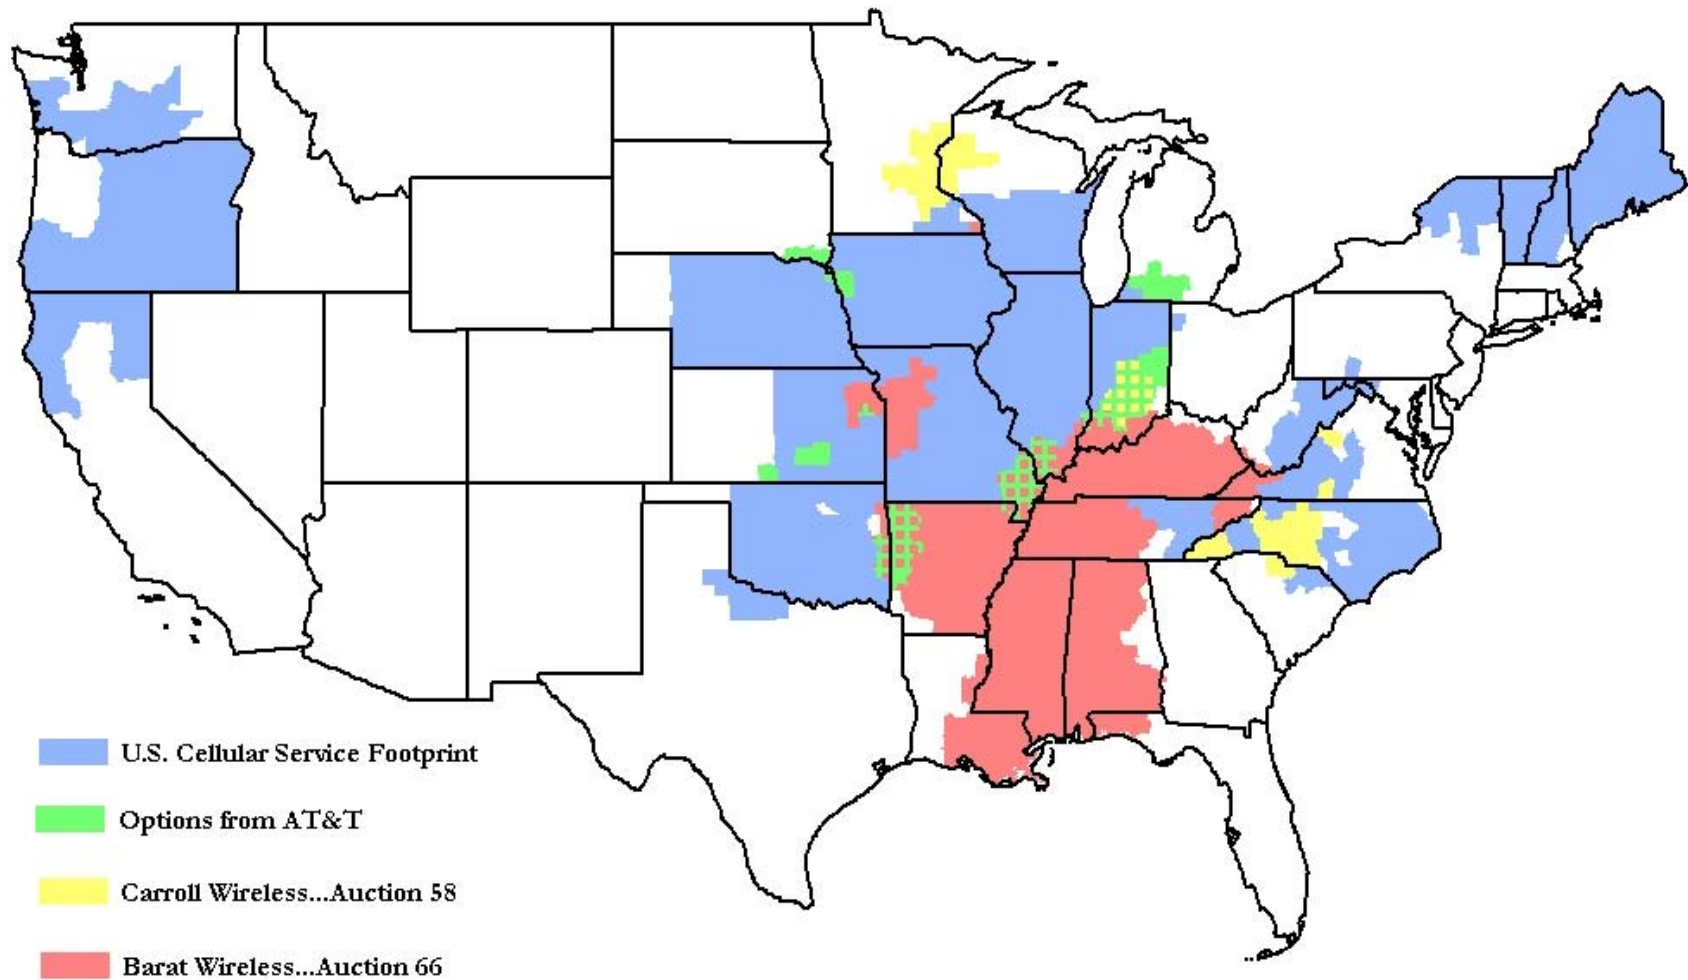 U.S. Cellular Service Footprint
Options from AT&T
Carroll Wireless...Auction 58
Barat Wireless...Auction 66